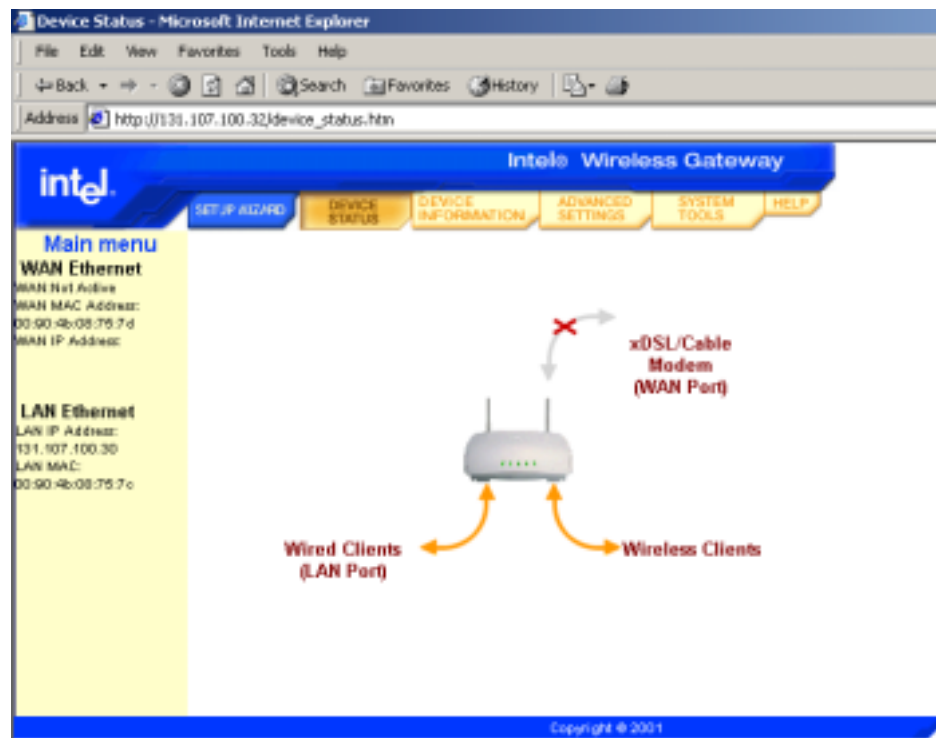 Device Status - Microsoft Internet Explorer
File Edit View Favorites Tools Help
Back Search Favorites History
Address http://131.107.100.32/device_status.htm
intel.
Intel® Wireless Gateway
SETUP WIZARD
DEVICE STATUS
DEVICE INFORMATION
ADVANCED SETTINGS
SYSTEM TOOLS
HELP
Main menu
WAN Ethernet
WAN Not Active
WAN MAC Address:
00:90:4b:08:75:7d
WAN IP Address:
LAN Ethernet
LAN IP Address:
131.107.100.30
LAN MAC:
00:90:4b:08:75:7c
xDSL/Cable
Modem
(WAN Port)
Wired Clients
(LAN Port)
Wireless Clients
Copyright © 2001